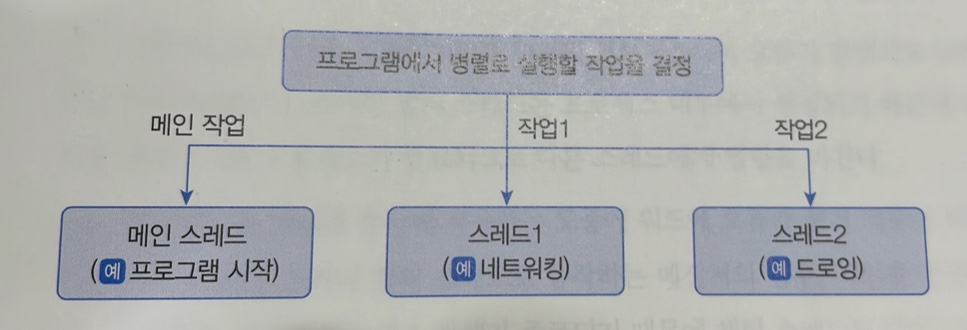 프로그램에서 병렬로 실행할 작업을 결정
메인 작업
작업1
작업2
메인 스레드
(예 프로그램 시작)
스레드1
(예 네트워킹)
스레드2
(예 드로잉)